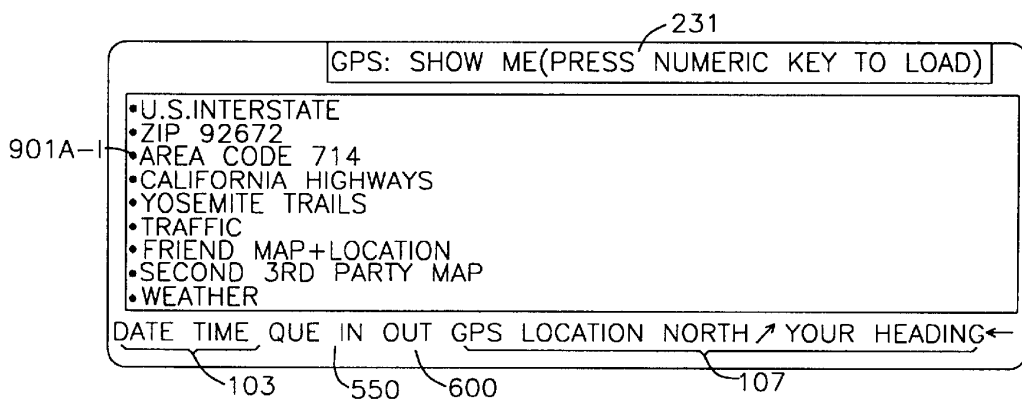 231
GPS: SHOW ME(PRESS NUMERIC KEY TO LOAD)
•U.S.INTERSTATE
•ZIP 92672
901A-I
•AREA CODE 714
•CALIFORNIA HIGHWAYS
•YOSEMITE TRAILS
•TRAFFIC
•FRIEND MAP+LOCATION
•SECOND 3RD PARTY MAP
•WEATHER
DATE TIME QUE IN OUT GPS LOCATION NORTH↗ YOUR HEADING←
103 550 600 107